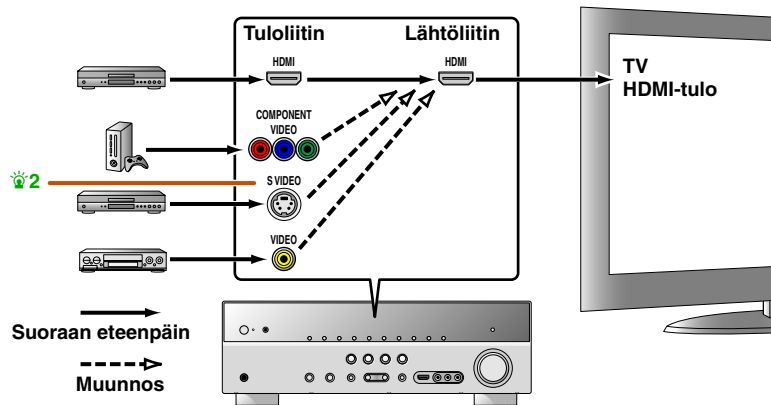 Tuloliitin
Lähtöliitin
HDMI
HDMI
TV
HDMI-tulo
COMPONENT
VIDEO
2
S VIDEO
VIDEO
Suoraan eteenpäin
Muunnos